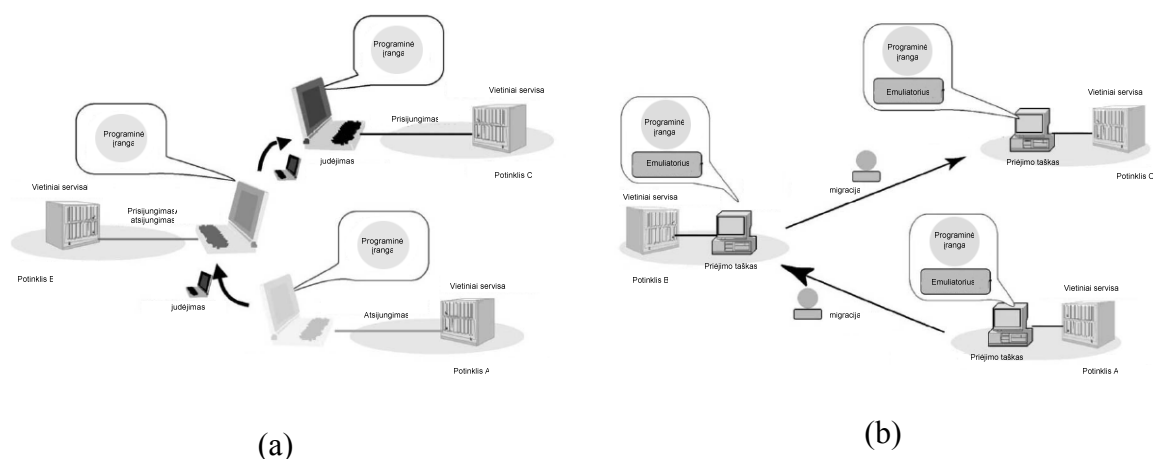 Programinė
įranga
Vietiniai servisa
Prisijungimas
judėjimas
Potinklis C
Programinė
įranga
Vietiniai servisa
Prisijungimas/
atsijungimas
Potinklis B
judėjimas
Programinė
įranga
Vietiniai servisa
Atsijungimas
Potinklis A
(a)
Programinė
įranga
Emuliatorius
Vietiniai servisa
Priėjimo taškas
Potinklis C
Programinė
įranga
Emuliatorius
migracija
Vietiniai servisa
Priėjimo taškas
Potinklis B
Programinė
įranga
Emuliatorius
Vietiniai servisa
migracija
Priėjimo taškas
Potinklis A
(b)